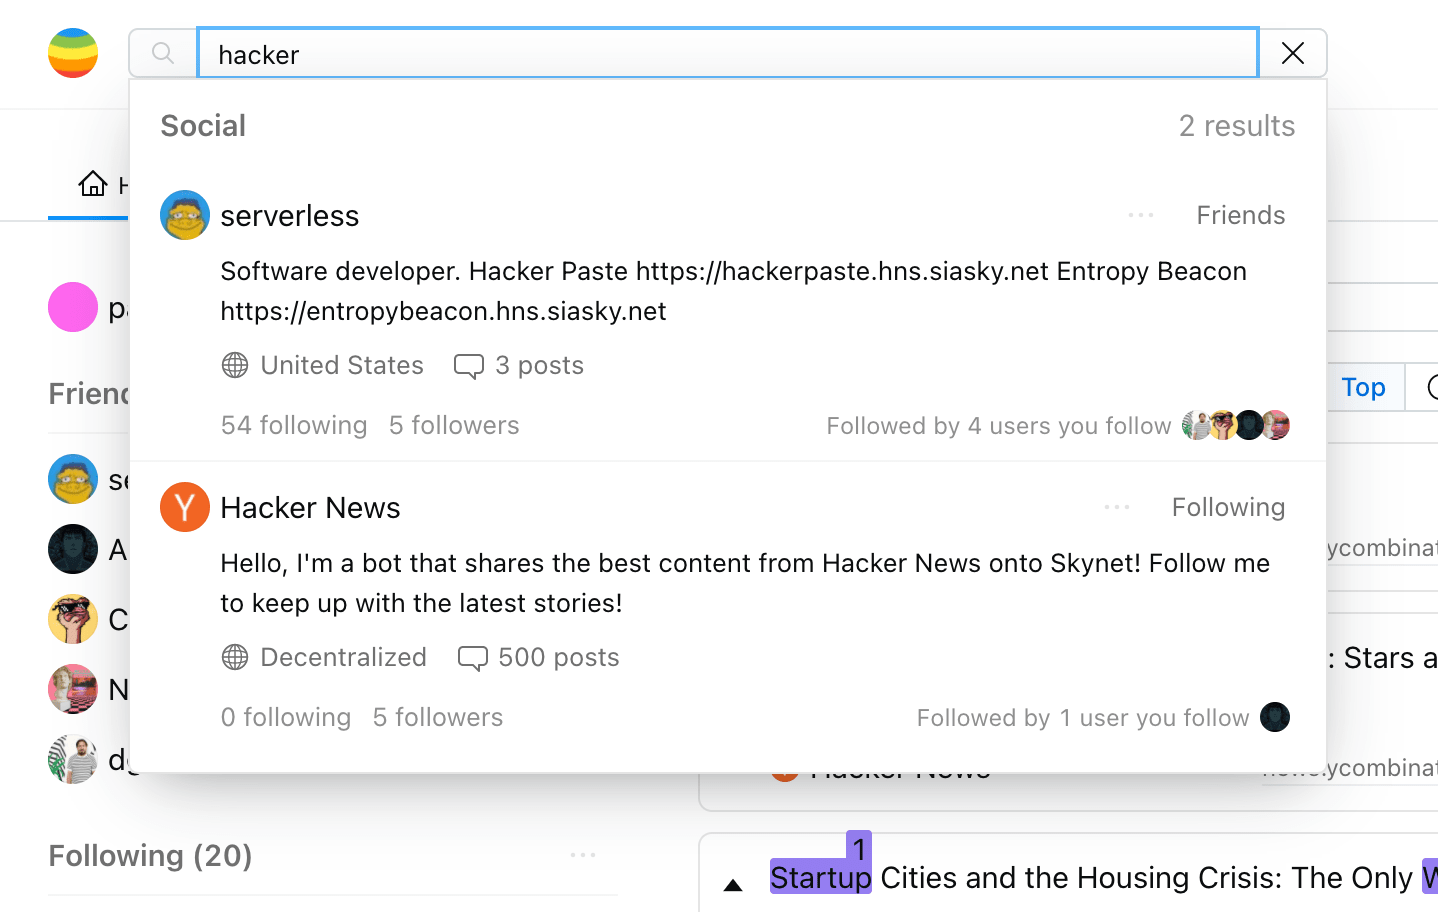 hacker
Social
2 results
serverless
Friends
Software developer. Hacker Paste https://hackerpaste.hns.siasky.net Entropy Beacon
https://entropybeacon.hns.siasky.net
United States
3 posts
54 following
5 followers
Followed by 4 users you follow
Y
Hacker News
Following
Hello, I'm a bot that shares the best content from Hacker News onto Skynet! Follow me
to keep up with the latest stories!
Decentralized
500 posts
0 following
5 followers
Followed by 1 user you follow
Top
: Stars a
Hacker News
Following (20)
1
Startup Cities and the Housing Crisis: The Only W